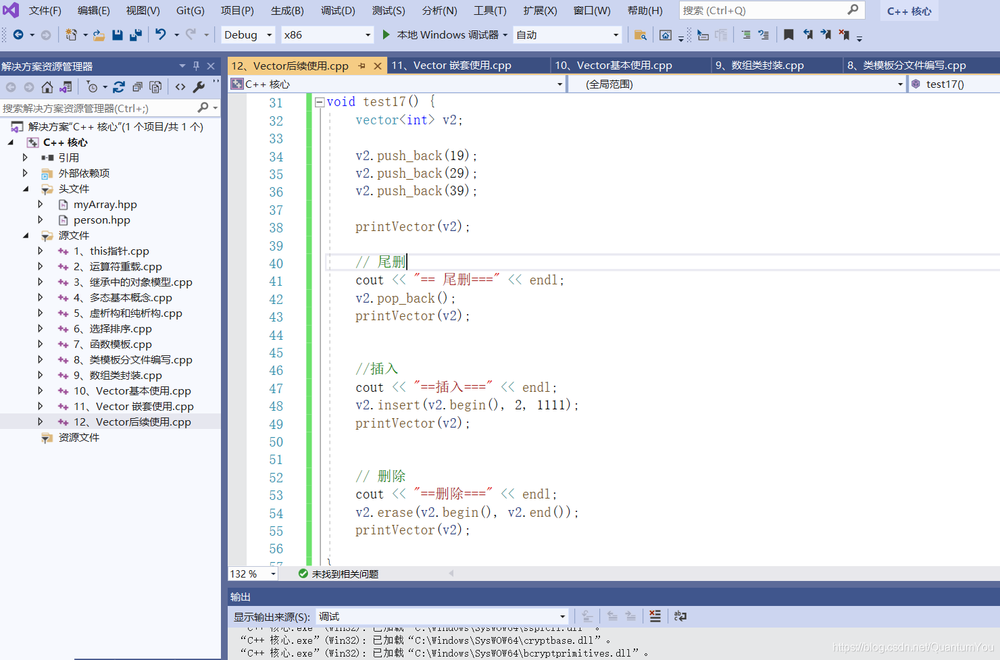 文件(F) 编辑(E) 视图(V) Git(G) 项目(P) 生成(B) 调试(D) 测试(S) 分析(N) 工具(T) 扩展(X) 窗口(W) 帮助(H) 搜索 (Ctrl+Q) C++ 核心
Debug x86 本地 Windows 调试器 自动
解决方案资源管理器
搜索解决方案资源管理器(Ctrl+;)
解决方案“C++ 核心”(1 个项目/共 1 个)
C++ 核心
引用
外部依赖项
头文件
myArray.hpp
person.hpp
源文件
1、this指针.cpp
2、运算符重载.cpp
3、继承中的对象模型.cpp
4、多态基本概念.cpp
5、虚析构和纯析构.cpp
6、选择排序.cpp
7、函数模板.cpp
8、类模板分文件编写.cpp
9、数组类封装.cpp
10、Vector基本使用.cpp
11、Vector 嵌套使用.cpp
12、Vector后续使用.cpp
资源文件
12、Vector后续使用.cpp 11、Vector 嵌套使用.cpp 10、Vector基本使用.cpp 9、数组类封装.cpp 8、类模板分文件编写.cpp
C++ 核心 (全局范围) test17()
31 void test17() {
32 vector<int> v2;
33
34 v2.push_back(19);
35 v2.push_back(29);
36 v2.push_back(39);
37
38 printVector(v2);
39
40 // 尾删
41 cout << "== 尾删===" << endl;
42 v2.pop_back();
43 printVector(v2);
44
45
46 //插入
47 cout << "==插入===" << endl;
48 v2.insert(v2.begin(), 2, 1111);
49 printVector(v2);
50
51
52 // 删除
53 cout << "==删除===" << endl;
54 v2.erase(v2.begin(), v2.end());
55 printVector(v2);
56
57 }
132 % 未找到相关问题
输出
显示输出来源(S): 调试
“C++ 核心.exe”(Win32): 已加载“C:\Windows\SysWOW64\sspicli.dll”。
“C++ 核心.exe”(Win32): 已加载“C:\Windows\SysWOW64\cryptbase.dll”。
“C++ 核心.exe”(Win32): 已加载“C:\Windows\SysWOW64\bcryptprimitives.dll”。
https://blog.csdn.net/QuantumYou